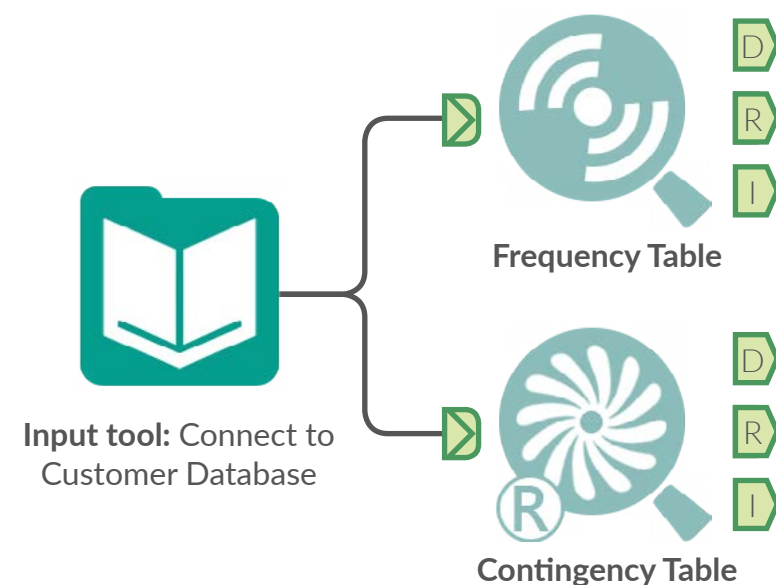 D
R
I
Frequency Table
Input tool: Connect to
Customer Database
D
R
I
R
Contingency Table